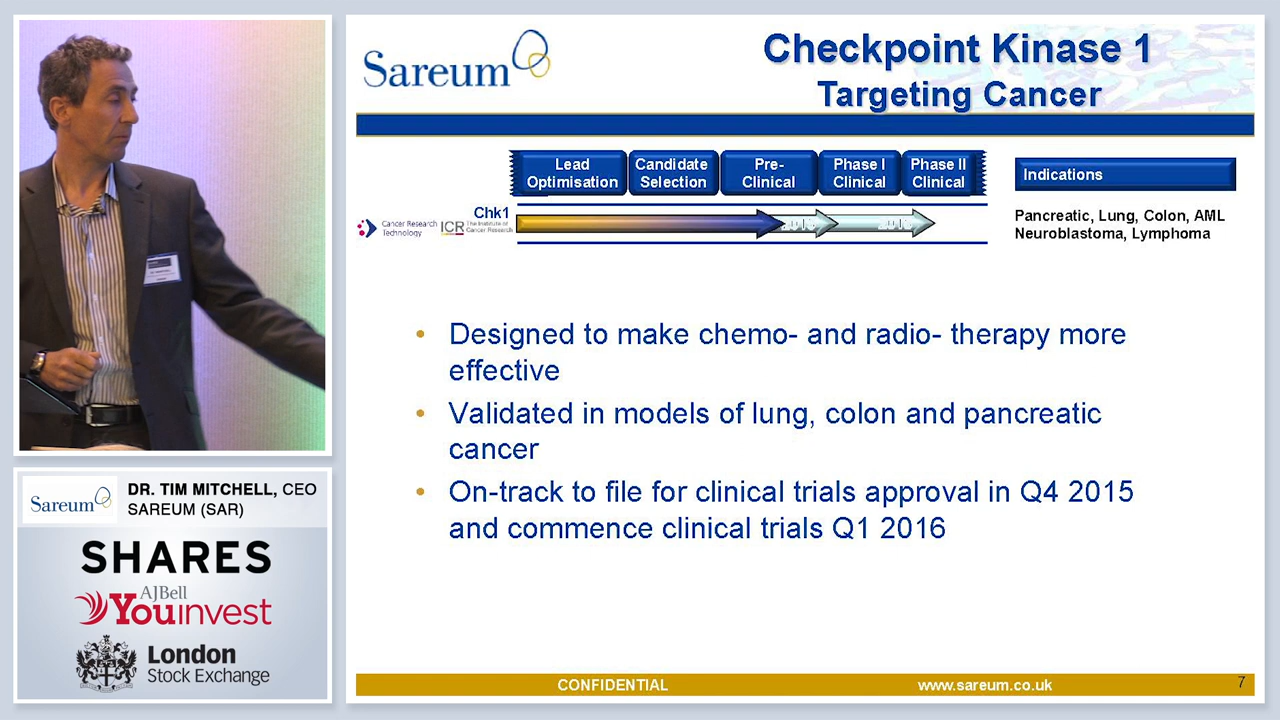 Sareum
Checkpoint Kinase 1
Targeting Cancer
Lead
Optimisation
Candidate
Selection
Pre-
Clinical
Phase I
Clinical
Phase II
Clinical
Indications
Chk1
Cancer Research
Technology
ICR The Institute of
Cancer Research
Pancreatic, Lung, Colon, AML
Neuroblastoma, Lymphoma
• Designed to make chemo- and radio- therapy more
effective
• Validated in models of lung, colon and pancreatic
cancer
• On-track to file for clinical trials approval in Q4 2015
and commence clinical trials Q1 2016
CONFIDENTIAL
www.sareum.co.uk
7
Sareum
DR. TIM MITCHELL, CEO
SAREUM (SAR)
SHARES
AJBell
Youinvest
London
Stock Exchange